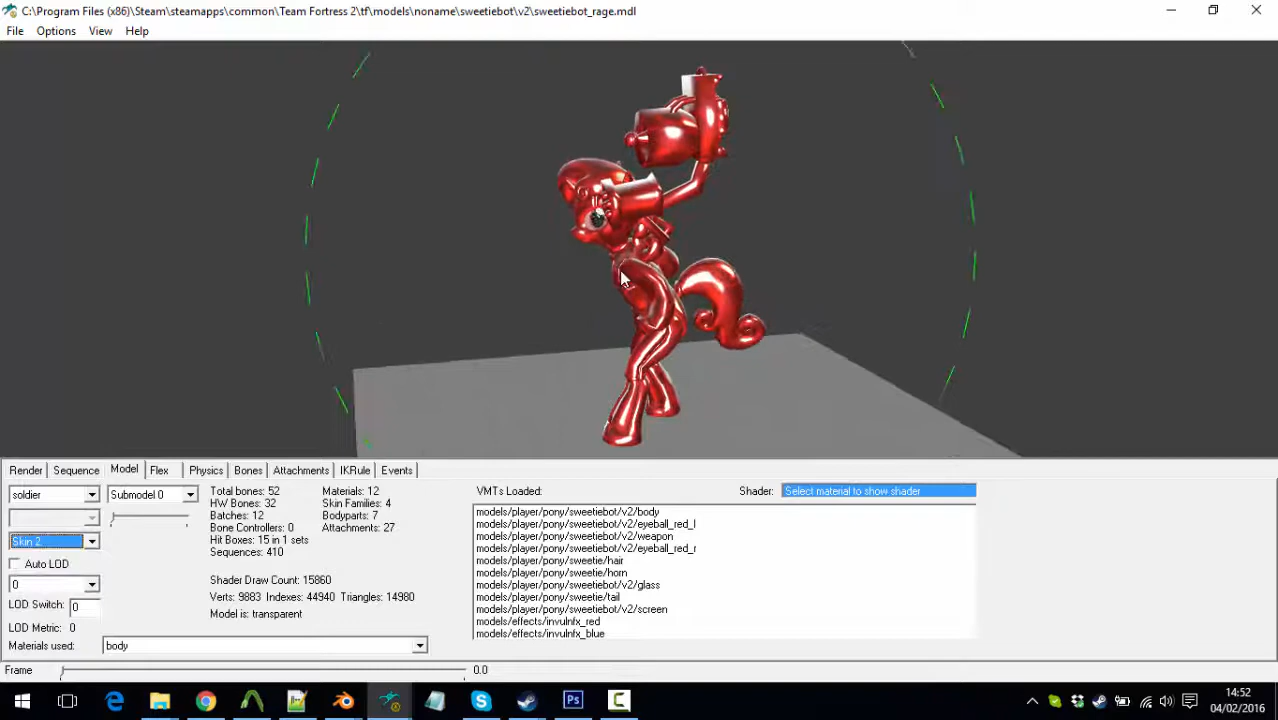 C:\Program Files (x86)\Steam\steamapps\common\Team Fortress 2\tf\models\noname\sweetiebot\v2\sweetiebot_rage.mdl
File Options View Help
Render Sequence Model Flex Physics Bones Attachments IKRule Events
soldier
Submodel 0
Skin 2
Auto LOD
0
LOD Switch: 0
LOD Metric: 0
Materials used: body
Total bones: 52
HW Bones: 32
Batches: 12
Bone Controllers: 0
Hit Boxes: 15 in 1 sets
Sequences: 410
Materials: 12
Skin Families: 4
Bodyparts: 7
Attachments: 27
Shader Draw Count: 15860
Verts: 9883 Indexes: 44940 Triangles: 14980
Model is: transparent
VMTs Loaded:
Shader: Select material to show shader
models/player/pony/sweetiebot/v2/body
models/player/pony/sweetiebot/v2/eyeball_red_l
models/player/pony/sweetiebot/v2/weapon
models/player/pony/sweetiebot/v2/eyeball_red_r
models/player/pony/sweetie/hair
models/player/pony/sweetie/horn
models/player/pony/sweetiebot/v2/glass
models/player/pony/sweetie/tail
models/player/pony/sweetiebot/v2/screen
models/effects/invulnfx_red
models/effects/invulnfx_blue
Frame 0.0
Ps
14:52
04/02/2016